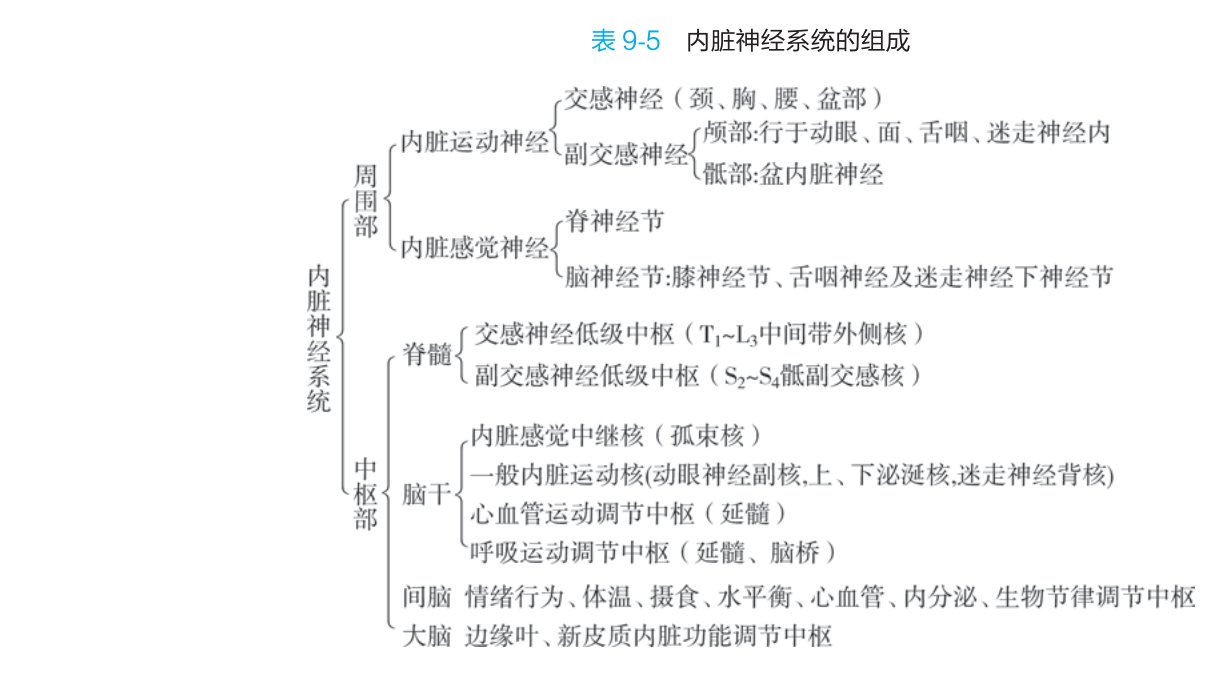 表 9-5 内脏神经系统的组成
内脏神经系统
周围部
内脏运动神经
交感神经（颈、胸、腰、盆部）
副交感神经
颅部:行于动眼、面、舌咽、迷走神经内
骶部:盆内脏神经
内脏感觉神经
脊神经节
脑神经节:膝神经节、舌咽神经及迷走神经下神经节
中枢部
脊髓
交感神经低级中枢（T₁~L₃中间带外侧核）
副交感神经低级中枢（S₂~S₄骶副交感核）
脑干
内脏感觉中继核（孤束核）
一般内脏运动核(动眼神经副核,上、下泌涎核,迷走神经背核)
心血管运动调节中枢（延髓）
呼吸运动调节中枢（延髓、脑桥）
间脑 情绪行为、体温、摄食、水平衡、心血管、内分泌、生物节律调节中枢
大脑 边缘叶、新皮质内脏功能调节中枢